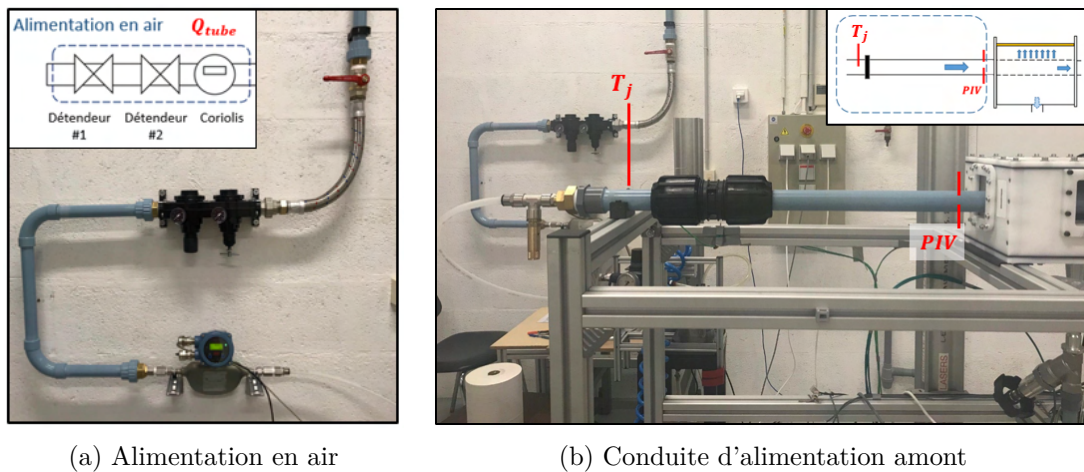 Alimentation en air
Q_tube
Détendeur #1
Détendeur #2
Coriolis
T_j
PIV
T_j
PIV
LASERS
(a) Alimentation en air
(b) Conduite d'alimentation amont